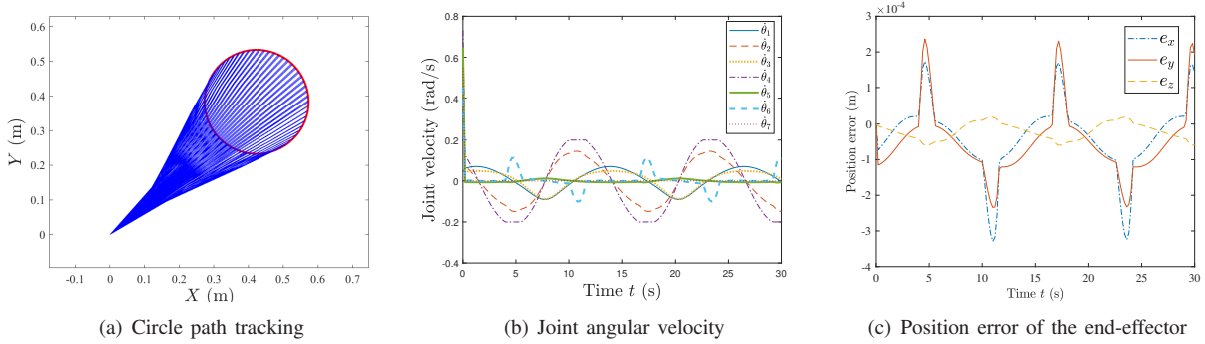 0.6
0.5
0.4
0.3
0.2
0.1
0
-0.1 0 0.1 0.2 0.3 0.4 0.5 0.6 0.7
Y (m)
X (m)
(a) Circle path tracking
0.8
0.6
0.4
0.2
0
-0.2
-0.4
0 5 10 15 20 25 30
Joint velocity (rad/s)
Time t (s)
θ̇1
θ̇2
θ̇3
θ̇4
θ̇5
θ̇6
θ̇7
(b) Joint angular velocity
×10⁻⁴
3
2
1
0
-1
-2
-3
-4
0 5 10 15 20 25 30
Position error (m)
Time t (s)
e_x
e_y
e_z
(c) Position error of the end-effector